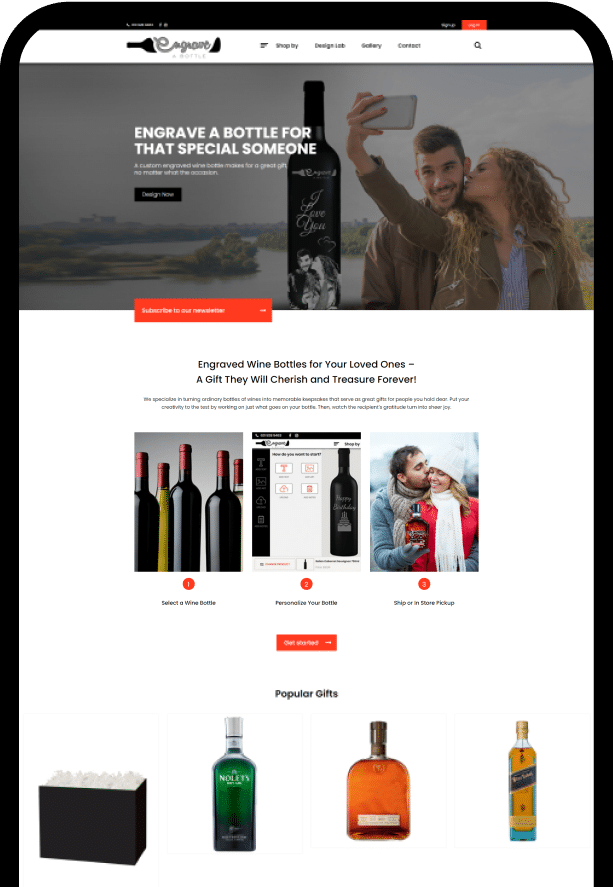 Sign up
Log in
Engrave
A BOTTLE
Shop by
Design Lab
Gallery
Contact
ENGRAVE A BOTTLE FOR
THAT SPECIAL SOMEONE
A custom engraved wine bottle makes for a great gift,
no matter what the occasion.
Design Now
Engrave
I
Love
You
Subscribe to our newsletter
Engraved Wine Bottles for Your Loved Ones –
A Gift They Will Cherish and Treasure Forever!
We specialize in turning ordinary bottles of wines into memorable keepsakes that serve as great gifts for people you hold dear. Put your
creativity to the test by working on just what goes on your bottle. Then, watch the recipient's gratitude turn into sheer joy.
Engrave
Shop by
How do you want to start?
Happy
Birthday
1
2
3
Select a Wine Bottle
Personalize Your Bottle
Ship or In Store Pickup
Get started
Popular Gifts
NOLET'S